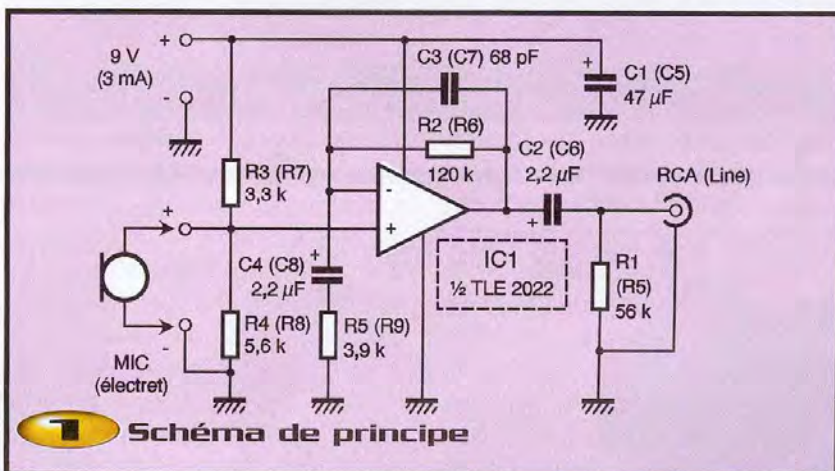 9 V
(3 mA)
+
-
C3 (C7) 68 pF
+
C1 (C5)
47 µF
R2 (R6)
120 k
C2 (C6)
2,2 µF
+
RCA (Line)
R3 (R7)
3,3 k
-
+
+
MIC
(électret)
-
C4 (C8)
2,2 µF
+
IC1
½ TLE 2022
R1
(R5)
56 k
R4 (R8)
5,6 k
R5 (R9)
3,9 k
1 Schéma de principe